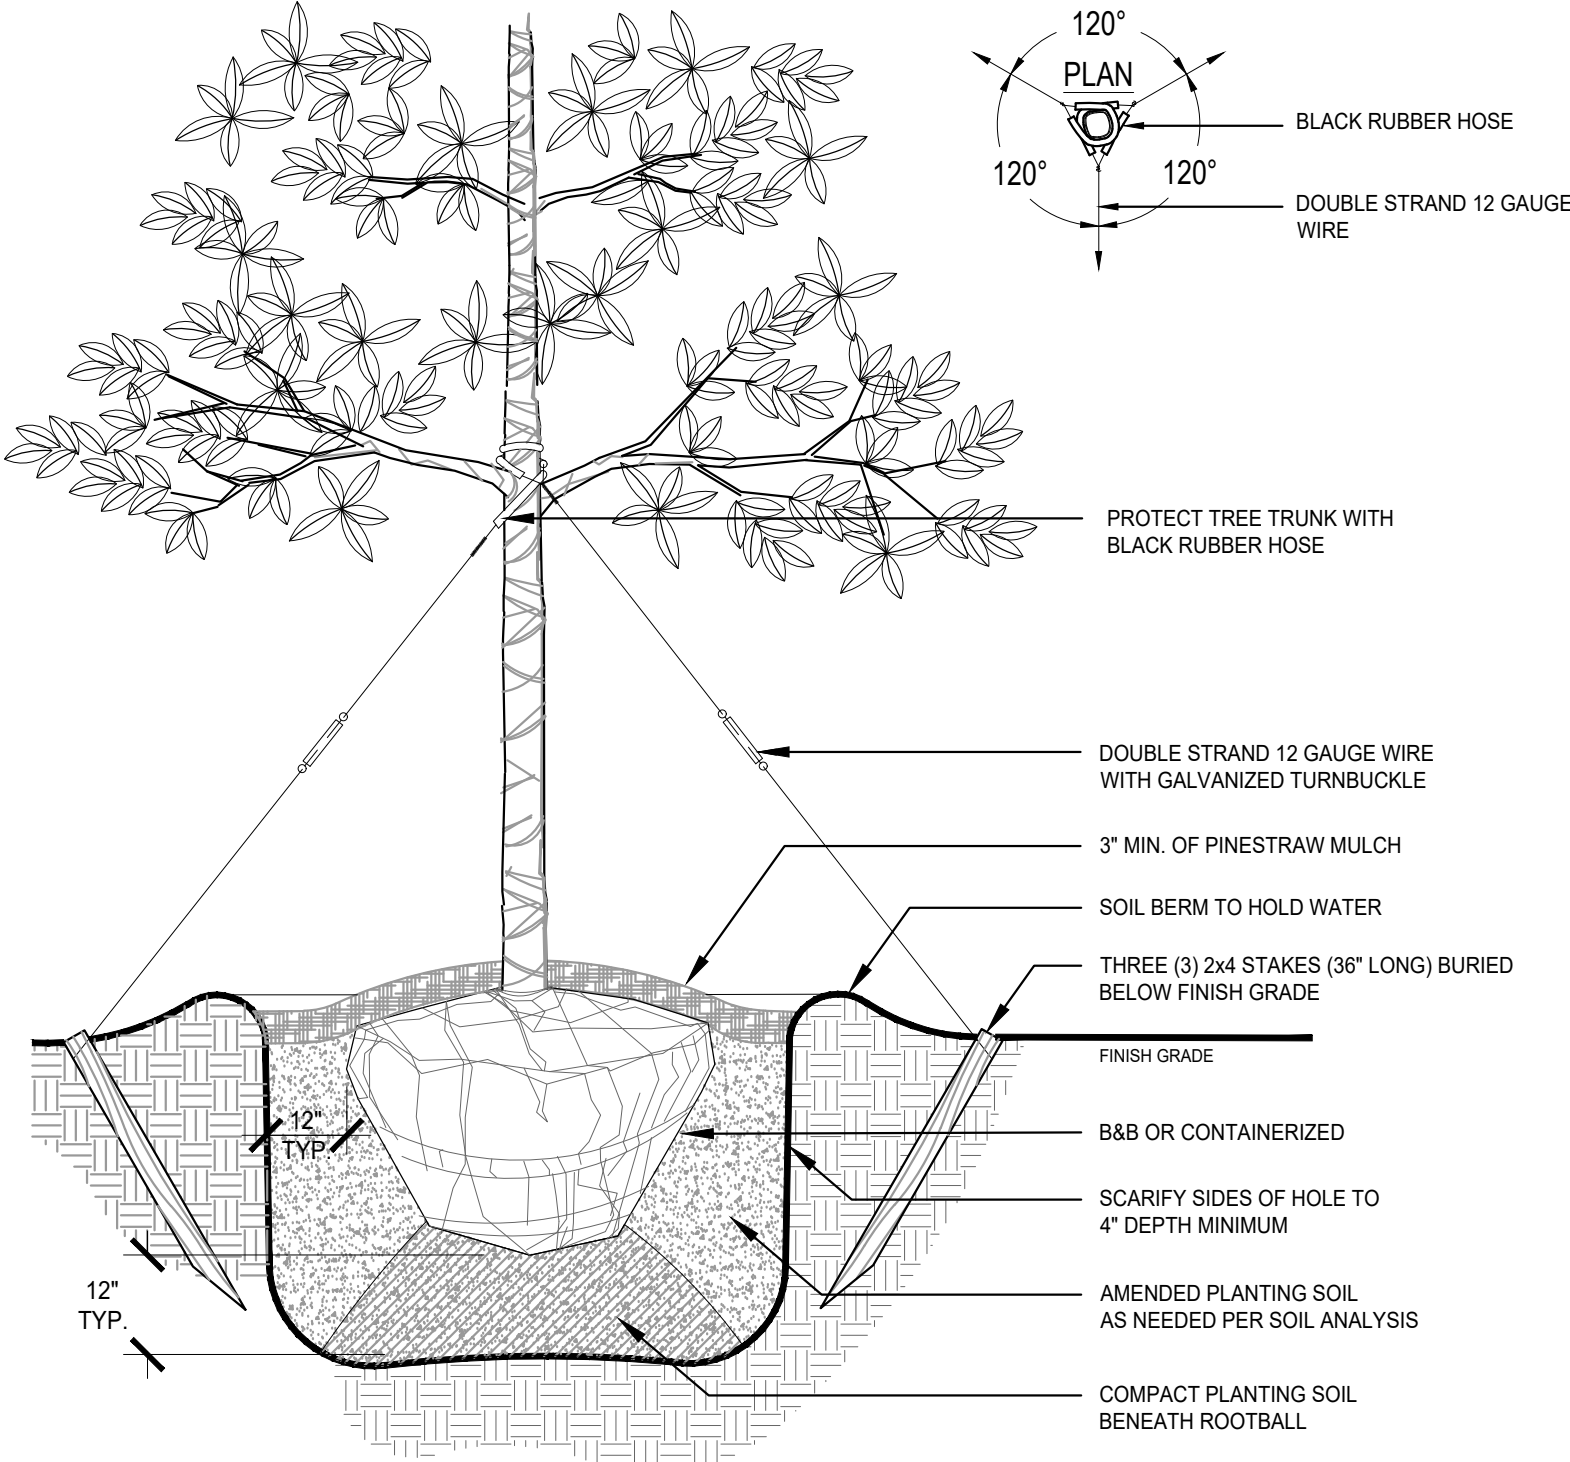 120°
PLAN
BLACK RUBBER HOSE
120°
120°
DOUBLE STRAND 12 GAUGE
WIRE
PROTECT TREE TRUNK WITH
BLACK RUBBER HOSE
DOUBLE STRAND 12 GAUGE WIRE
WITH GALVANIZED TURNBUCKLE
3" MIN. OF PINESTRAW MULCH
SOIL BERM TO HOLD WATER
THREE (3) 2x4 STAKES (36" LONG) BURIED
BELOW FINISH GRADE
FINISH GRADE
12"
TYP.
B&B OR CONTAINERIZED
SCARIFY SIDES OF HOLE TO
4" DEPTH MINIMUM
12"
TYP.
AMENDED PLANTING SOIL
AS NEEDED PER SOIL ANALYSIS
COMPACT PLANTING SOIL
BENEATH ROOTBALL